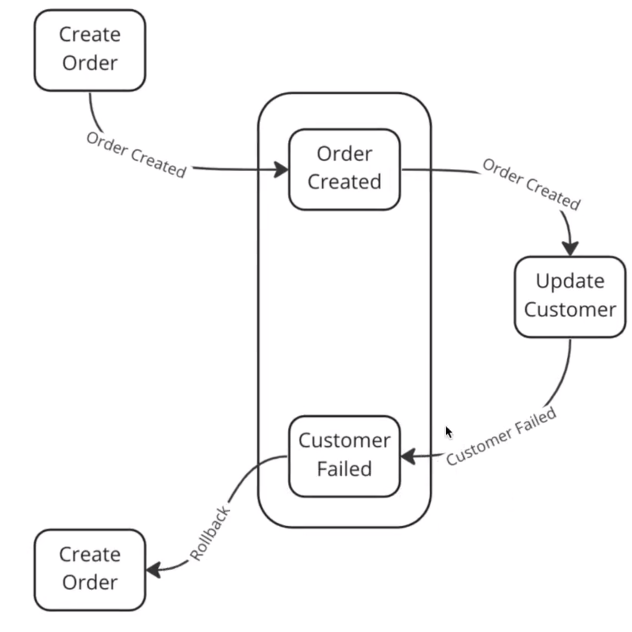 Create
Order
Order Created
Order
Created
Order Created
Update
Customer
Customer Failed
Customer
Failed
Rollback
Create
Order